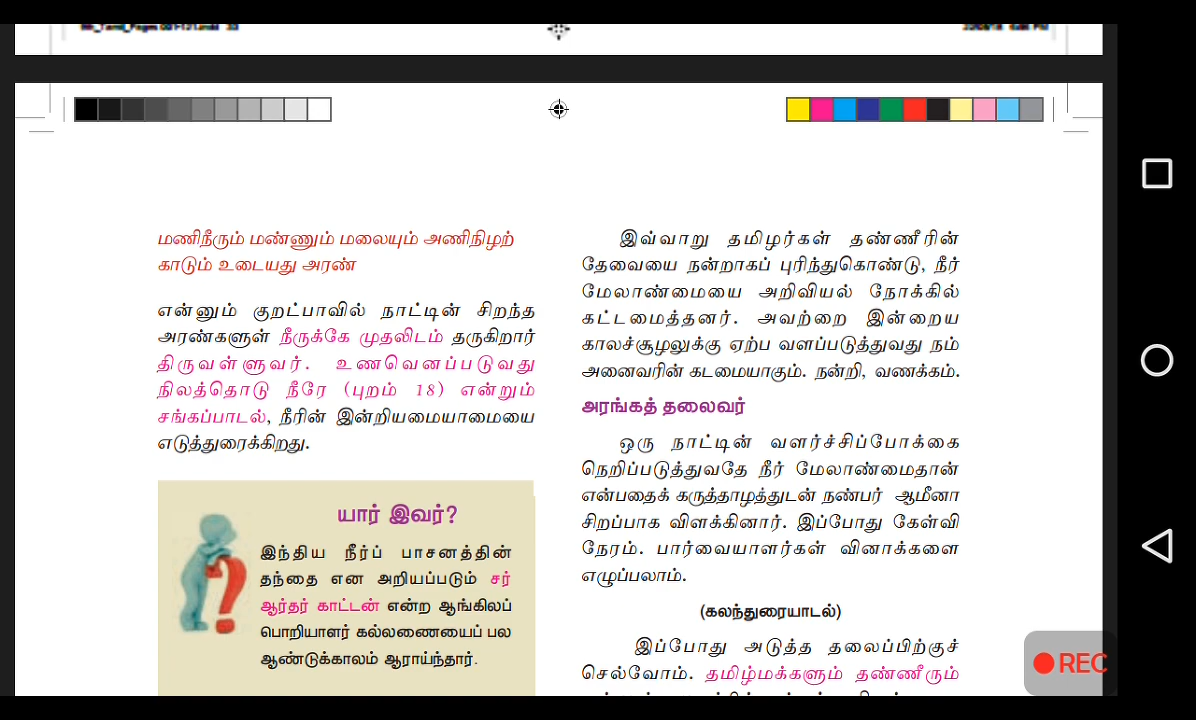 மணிநீரும் மண்ணும் மலையும் அணிநிழற்
காடும் உடையது அரண்
என்னும் குறட்பாவில் நாட்டின் சிறந்த
அரண்களுள் நீருக்கே முதலிடம் தருகிறார்
திருவள்ளுவர். உணவெனப்படுவது
நிலத்தொடு நீரே (புறம் 18) என்றும்
சங்கப்பாடல், நீரின் இன்றியமையாமையை
எடுத்துரைக்கிறது.
யார் இவர்?
இந்திய நீர்ப் பாசனத்தின்
தந்தை என அறியப்படும் சர்
ஆர்தர் காட்டன் என்ற ஆங்கிலப்
பொறியாளர் கல்லணையைப் பல
ஆண்டுக்காலம் ஆராய்ந்தார்.
இவ்வாறு தமிழர்கள் தண்ணீரின்
தேவையை நன்றாகப் புரிந்துகொண்டு, நீர்
மேலாண்மையை அறிவியல் நோக்கில்
கட்டமைத்தனர். அவற்றை இன்றைய
காலச்சூழலுக்கு ஏற்ப வளப்படுத்துவது நம்
அனைவரின் கடமையாகும். நன்றி, வணக்கம்.
அரங்கத் தலைவர்
ஒரு நாட்டின் வளர்ச்சிப்போக்கை
நெறிப்படுத்துவதே நீர் மேலாண்மைதான்
என்பதைக் கருத்தாழத்துடன் நண்பர் ஆமீனா
சிறப்பாக விளக்கினார். இப்போது கேள்வி
நேரம். பார்வையாளர்கள் வினாக்களை
எழுப்பலாம்.
(கலந்துரையாடல்)
இப்போது அடுத்த தலைப்பிற்குச்
செல்வோம். தமிழ்மக்களும் தண்ணீரும்
REC